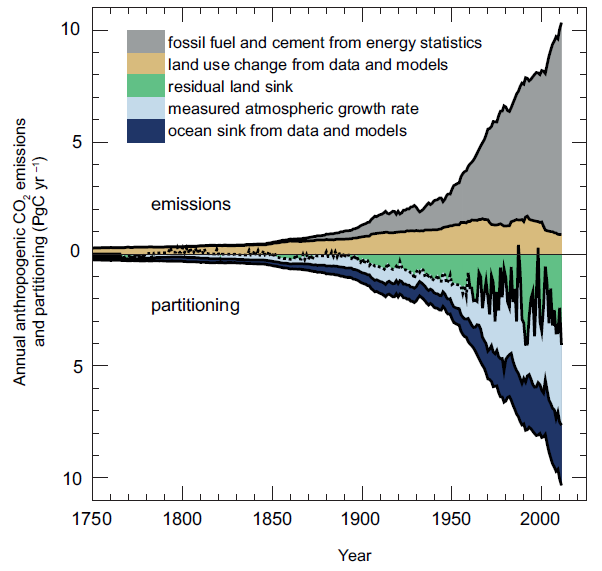 10
fossil fuel and cement from energy statistics
land use change from data and models
residual land sink
measured atmospheric growth rate
ocean sink from data and models
5
emissions
0
partitioning
5
10
Annual anthropogenic CO2 emissions
and partitioning (PgC yr⁻¹)
1750 1800 1850 1900 1950 2000
Year